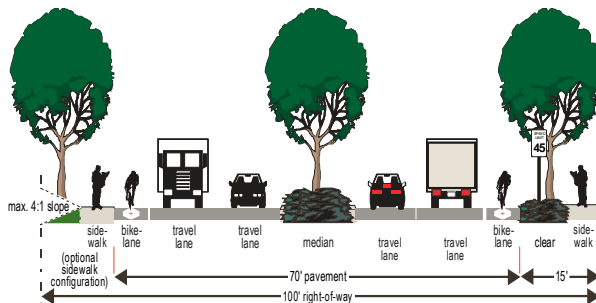 SPEED
LIMIT
45
max. 4:1 slope
side-
walk
bike-
lane
travel
lane
travel
lane
median
travel
lane
travel
lane
bike-
lane
clear
side-
walk
(optional
sidewalk
configuration)
70' pavement
15'
100' right-of-way